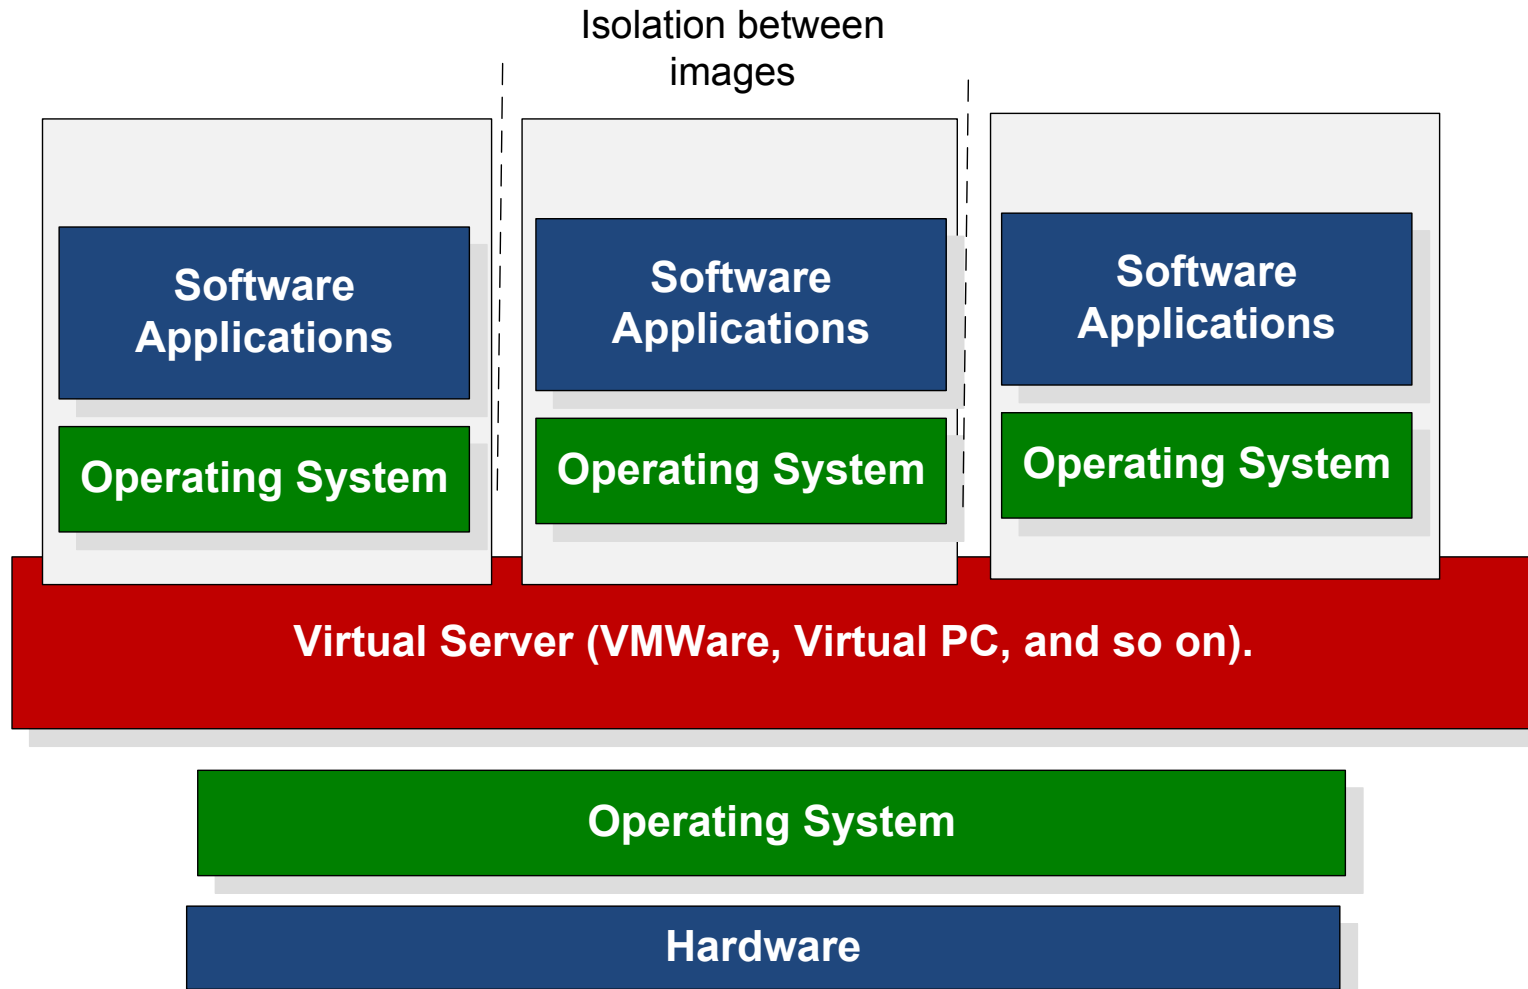 Isolation between
images
Software
Applications
Software
Applications
Software
Applications
Operating System
Operating System
Operating System
Virtual Server (VMWare, Virtual PC, and so on).
Operating System
Hardware